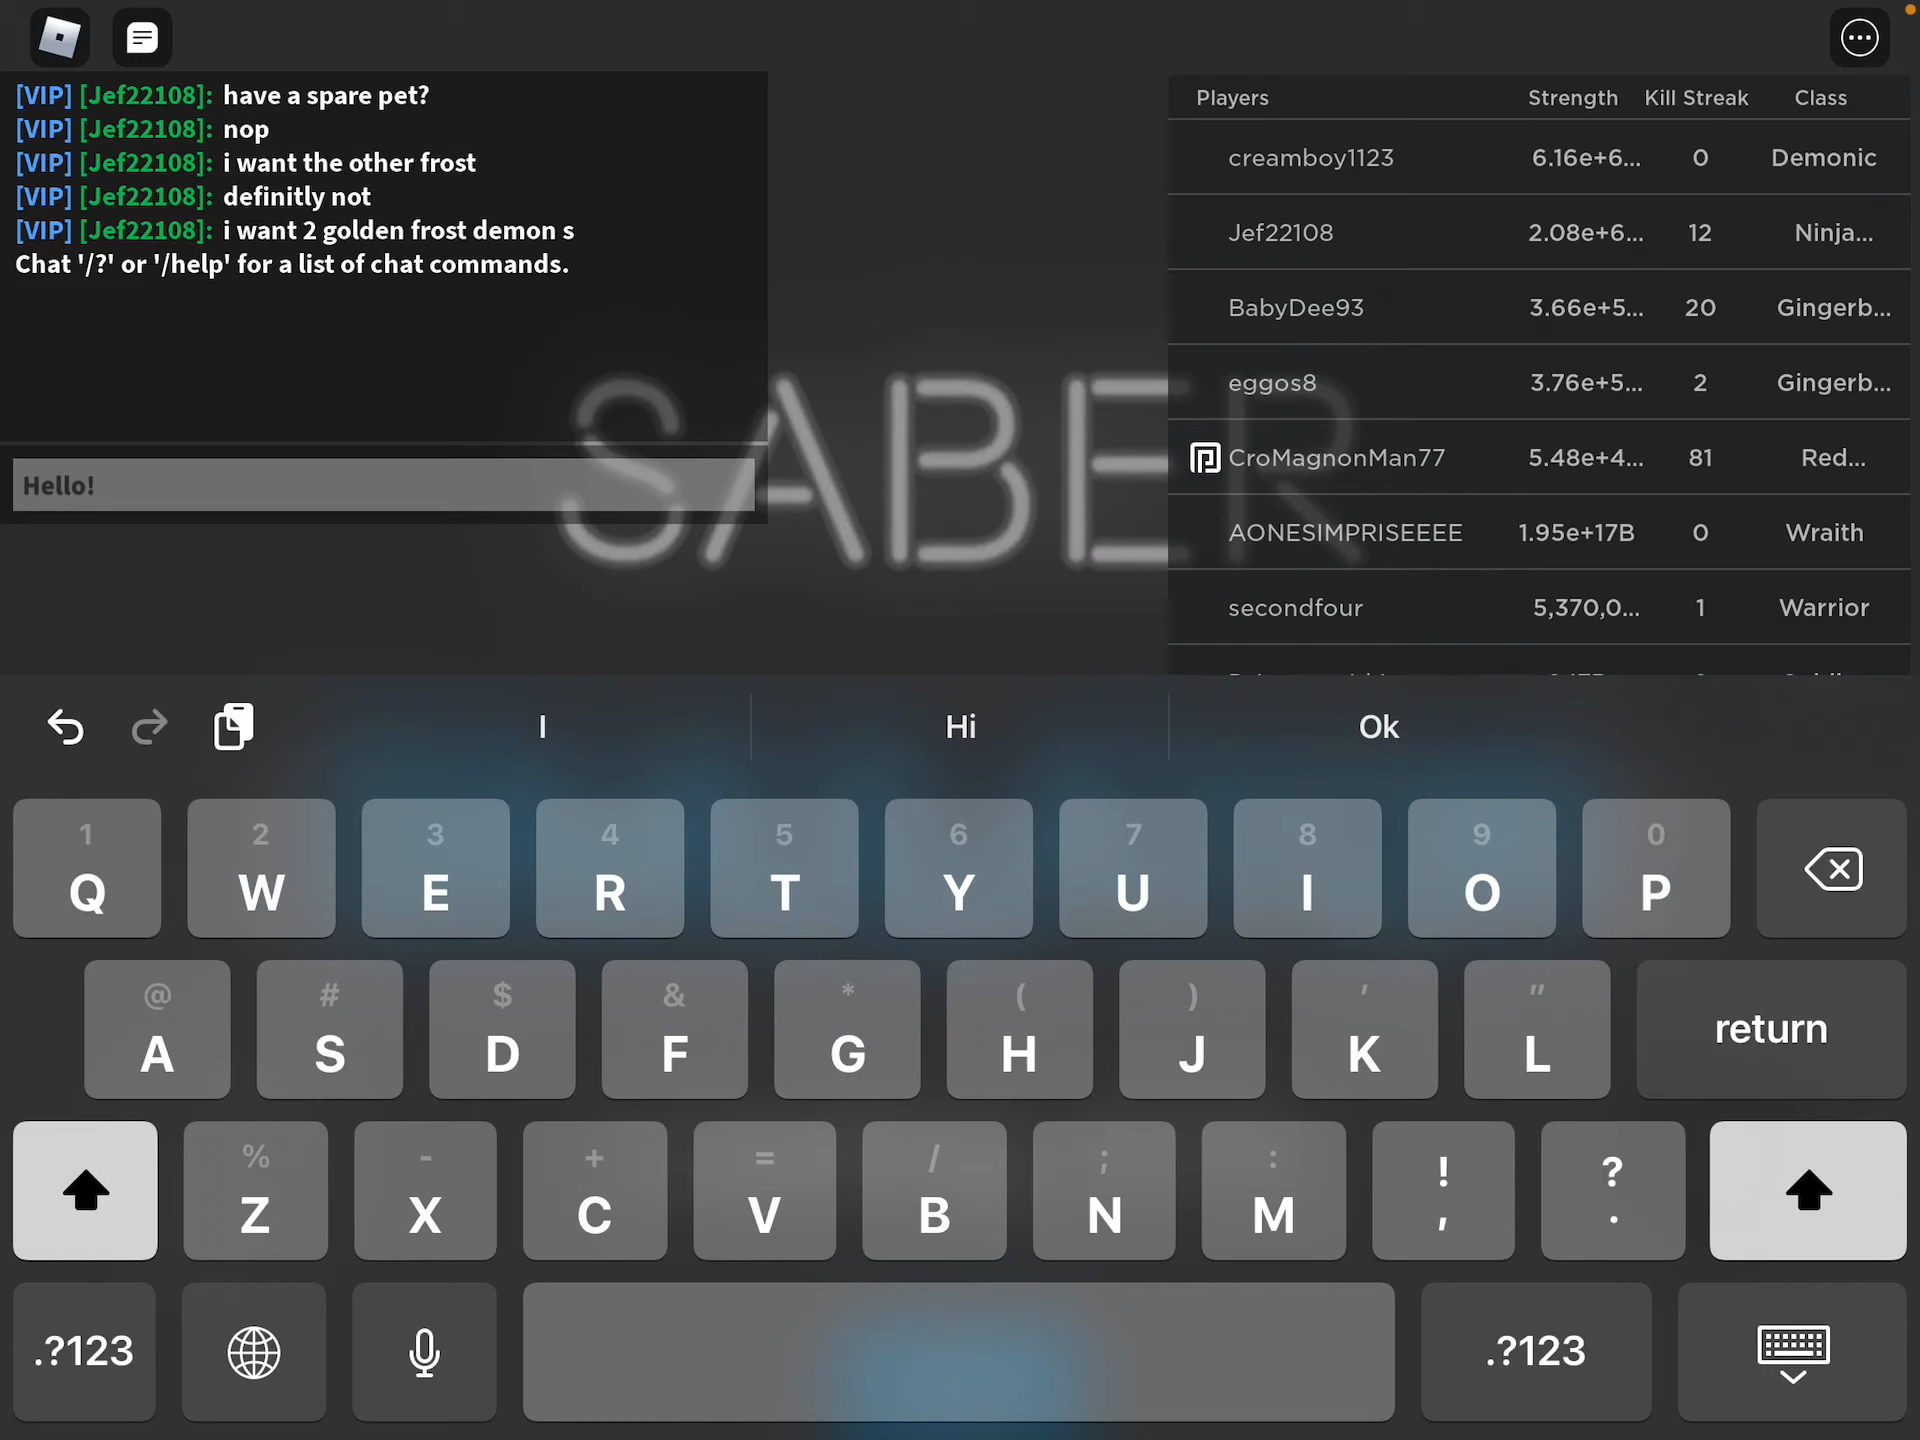 [VIP] [Jef22108]: have a spare pet?
[VIP] [Jef22108]: nop
[VIP] [Jef22108]: i want the other frost
[VIP] [Jef22108]: definitly not
[VIP] [Jef22108]: i want 2 golden frost demon s
Chat '/?' or '/help' for a list of chat commands.
Hello!
SABER
Players Strength Kill Streak Class
creamboy1123 6.16e+6... 0 Demonic
Jef22108 2.08e+6... 12 Ninja...
BabyDee93 3.66e+5... 20 Gingerb...
eggos8 3.76e+5... 2 Gingerb...
CroMagnonMan77 5.48e+4... 81 Red...
AONESIMPRISEEEE 1.95e+17B 0 Wraith
secondfour 5,370,0... 1 Warrior
I Hi Ok
1 2 3 4 5 6 7 8 9 0
Q W E R T Y U I O P
@ # $ & * ( ) ' "
A S D F G H J K L return
% - + = / ; : ! ?
Z X C V B N M , .
.?123 .?123